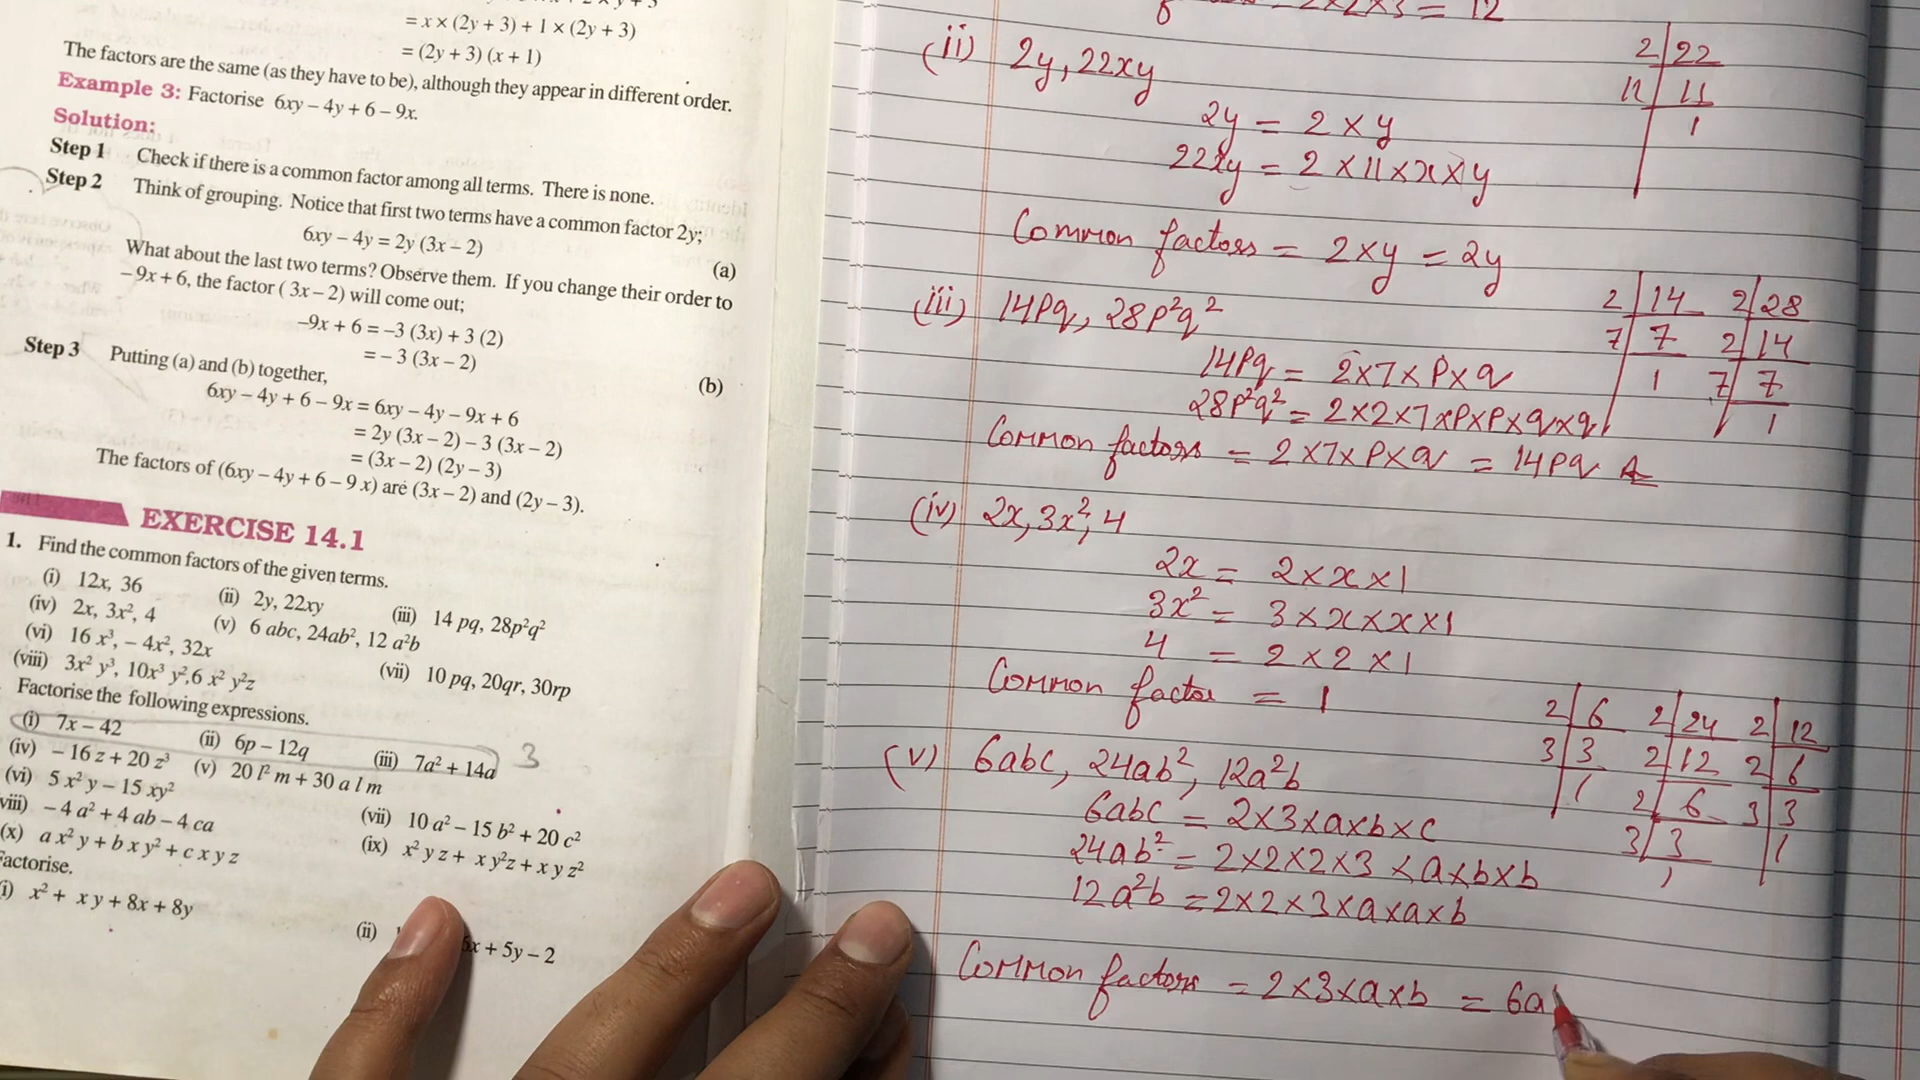 = x × (2y + 3) + 1 × (2y + 3)
= (2y + 3) (x + 1)
The factors are the same (as they have to be), although they appear in different order.
Example 3: Factorise 6xy – 4y + 6 – 9x.
Solution:
Step 1 Check if there is a common factor among all terms. There is none.
Step 2 Think of grouping. Notice that first two terms have a common factor 2y;
6xy – 4y = 2y (3x – 2) (a)
What about the last two terms? Observe them. If you change their order to
– 9x + 6, the factor ( 3x – 2) will come out;
–9x + 6 = –3 (3x) + 3 (2)
= – 3 (3x – 2) (b)
Step 3 Putting (a) and (b) together,
6xy – 4y + 6 – 9x = 6xy – 4y – 9x + 6
= 2y (3x – 2) – 3 (3x – 2)
= (3x – 2) (2y – 3)
The factors of (6xy – 4y + 6 – 9 x) are (3x – 2) and (2y – 3).
EXERCISE 14.1
1. Find the common factors of the given terms.
(i) 12x, 36 (ii) 2y, 22xy (iii) 14 pq, 28p²q²
(iv) 2x, 3x², 4 (v) 6 abc, 24ab², 12 a²b
(vi) 16 x³, – 4x², 32x (vii) 10 pq, 20qr, 30rp
(viii) 3x² y³, 10x³ y²,6 x² y²z
Factorise the following expressions.
(i) 7x – 42 (ii) 6p – 12q (iii) 7a² + 14a 3
(iv) – 16 z + 20 z³ (v) 20 l² m + 30 a l m
(vi) 5 x² y – 15 xy² (vii) 10 a² – 15 b² + 20 c²
viii) – 4 a² + 4 ab – 4 ca (ix) x² y z + x y²z + x y z²
(x) a x² y + b x y² + c x y z
actorise.
i) x² + x y + 8x + 8y (ii) 5x + 5y – 2
2×2×3 = 12
(ii) 2y, 22xy
2 22
11 11
1
2y = 2 × y
22xy = 2 × 11 × x × y
Common factors = 2 × y = 2y
(iii) 14pq, 28p²q²
2 14 2 28
7 7 2 14
1 7 7
1
14pq = 2×7×p×q
28p²q² = 2×2×7×p×p×q×q
Common factors = 2×7×p×q = 14pq A
(iv) 2x, 3x², 4
2x = 2 × x × 1
3x² = 3 × x × x × 1
4 = 2 × 2 × 1
Common factor = 1
(v) 6abc, 24ab², 12a²b
2 6 2 24 2 12
3 3 2 12 2 6
1 2 6 3 3
3 3 1
1
6abc = 2×3×a×b×c
24ab² = 2×2×2×3×a×b×b
12a²b = 2×2×3×a×a×b
Common factors = 2×3×a×b = 6a